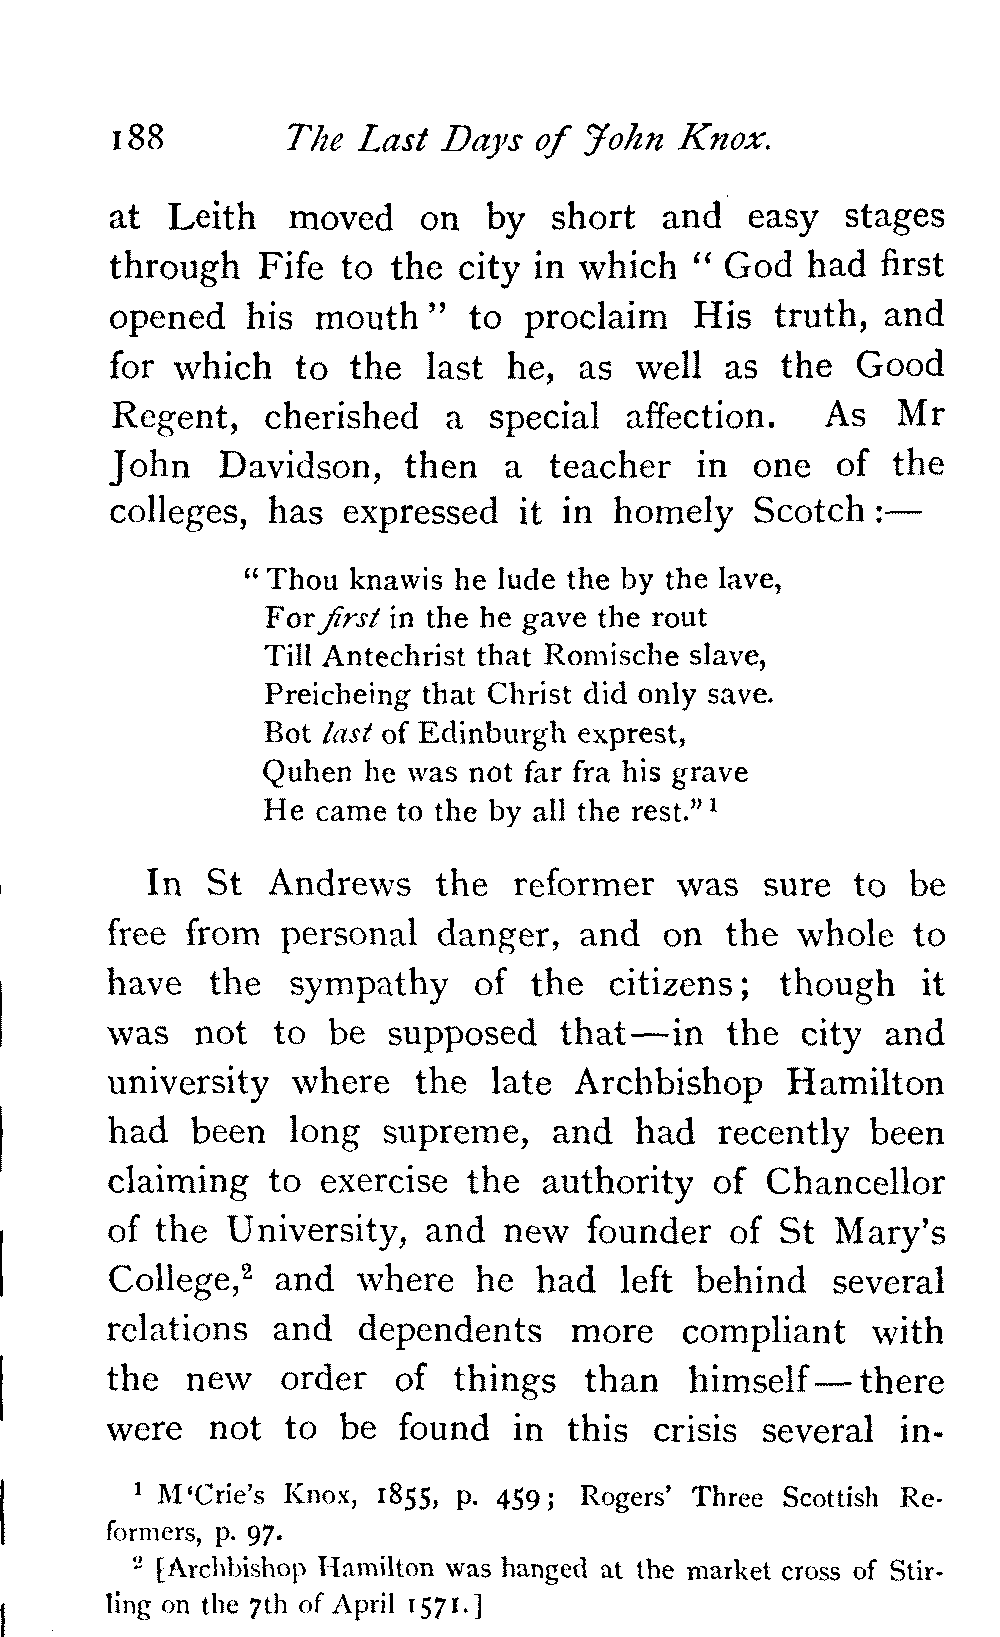 188 The Last Days of John Knox.
at Leith moved on by short and easy stages
through Fife to the city in which “ God had first
opened his mouth ” to proclaim His truth, and
for which to the last he, as well as the Good
Regent, cherished a special affection. As Mr
John Davidson, then a teacher in one of the
colleges, has expressed it in homely Scotch :—
“ Thou knawis he lude the by the lave,
For first in the he gave the rout
Till Antechrist that Romische slave,
Preicheing that Christ did only save.
Bot last of Edinburgh exprest,
Quhen he was not far fra his grave
He came to the by all the rest.” ¹
In St Andrews the reformer was sure to be
free from personal danger, and on the whole to
have the sympathy of the citizens ; though it
was not to be supposed that—in the city and
university where the late Archbishop Hamilton
had been long supreme, and had recently been
claiming to exercise the authority of Chancellor
of the University, and new founder of St Mary’s
College,² and where he had left behind several
relations and dependents more compliant with
the new order of things than himself — there
were not to be found in this crisis several in-
¹ M‘Crie’s Knox, 1855, p. 459 ; Rogers’ Three Scottish Re-
formers, p. 97.
² [Archbishop Hamilton was hanged at the market cross of Stir-
ling on the 7th of April 1571.]